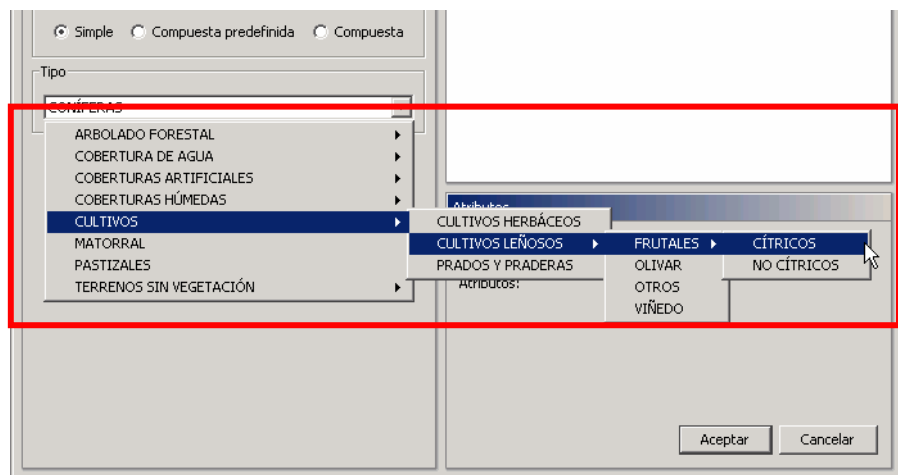 Simple Compuesta predefinida Compuesta
Tipo
CONÍFERAS
ARBOLADO FORESTAL
COBERTURA DE AGUA
COBERTURAS ARTIFICIALES
COBERTURAS HÚMEDAS
CULTIVOS
MATORRAL
PASTIZALES
TERRENOS SIN VEGETACIÓN
Atributos
CULTIVOS HERBÁCEOS
CULTIVOS LEÑOSOS
PRADOS Y PRADERAS
Atributos:
FRUTALES
OLIVAR
OTROS
VIÑEDO
CÍTRICOS
NO CÍTRICOS
Aceptar Cancelar